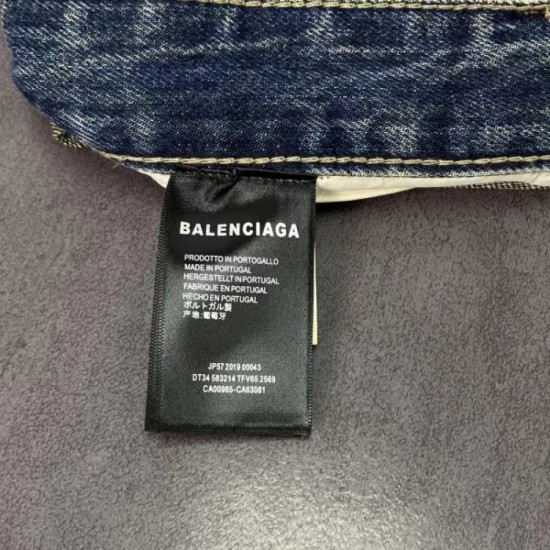 BALENCIAGA
PRODOTTO IN PORTOGALLO
MADE IN PORTUGAL
HERGESTELLT IN PORTUGAL
FABRIQUE EN PORTUGAL
HECHO EN PORTUGAL
ポルトガル製
产地:葡萄牙
JP57 2019 00043
DT34 583214 TFV65 2569
CA00985-CA63081